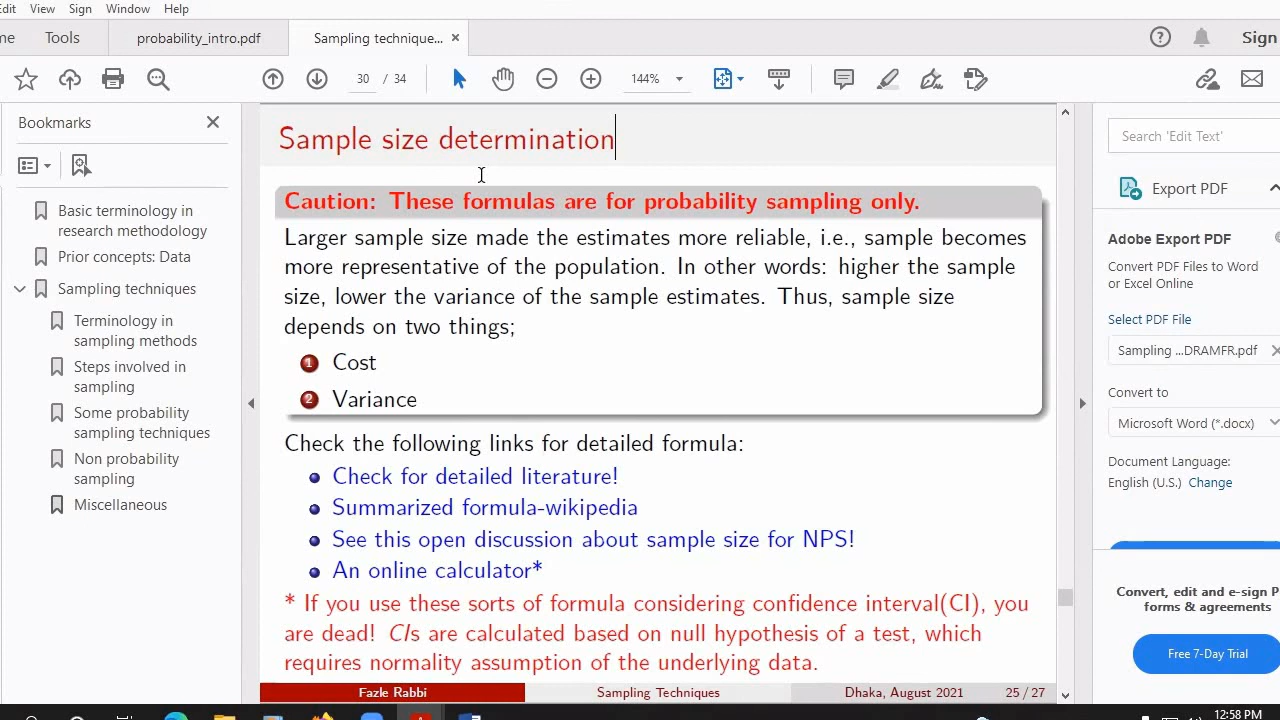 Edit View Sign Window Help
Tools
probability_intro.pdf
Sampling technique...
Sign
30 / 34
144%
Bookmarks
Basic terminology in
research methodology
Prior concepts: Data
Sampling techniques
Terminology in
sampling methods
Steps involved in
sampling
Some probability
sampling techniques
Non probability
sampling
Miscellaneous
Sample size determination
Caution: These formulas are for probability sampling only.
Larger sample size made the estimates more reliable, i.e., sample becomes
more representative of the population. In other words: higher the sample
size, lower the variance of the sample estimates. Thus, sample size
depends on two things;
1 Cost
2 Variance
Check the following links for detailed formula:
Check for detailed literature!
Summarized formula-wikipedia
See this open discussion about sample size for NPS!
An online calculator*
* If you use these sorts of formula considering confidence interval(CI), you
are dead! CIs are calculated based on null hypothesis of a test, which
requires normality assumption of the underlying data.
Fazle Rabbi
Sampling Techniques
Dhaka, August 2021
25 / 27
Search 'Edit Text'
Export PDF
Adobe Export PDF
Convert PDF Files to Word
or Excel Online
Select PDF File
Sampling ...DRAMFR.pdf
Convert to
Microsoft Word (*.docx)
Document Language:
English (U.S.) Change
Convert, edit and e-sign P
forms & agreements
Free 7-Day Trial
12:58 PM